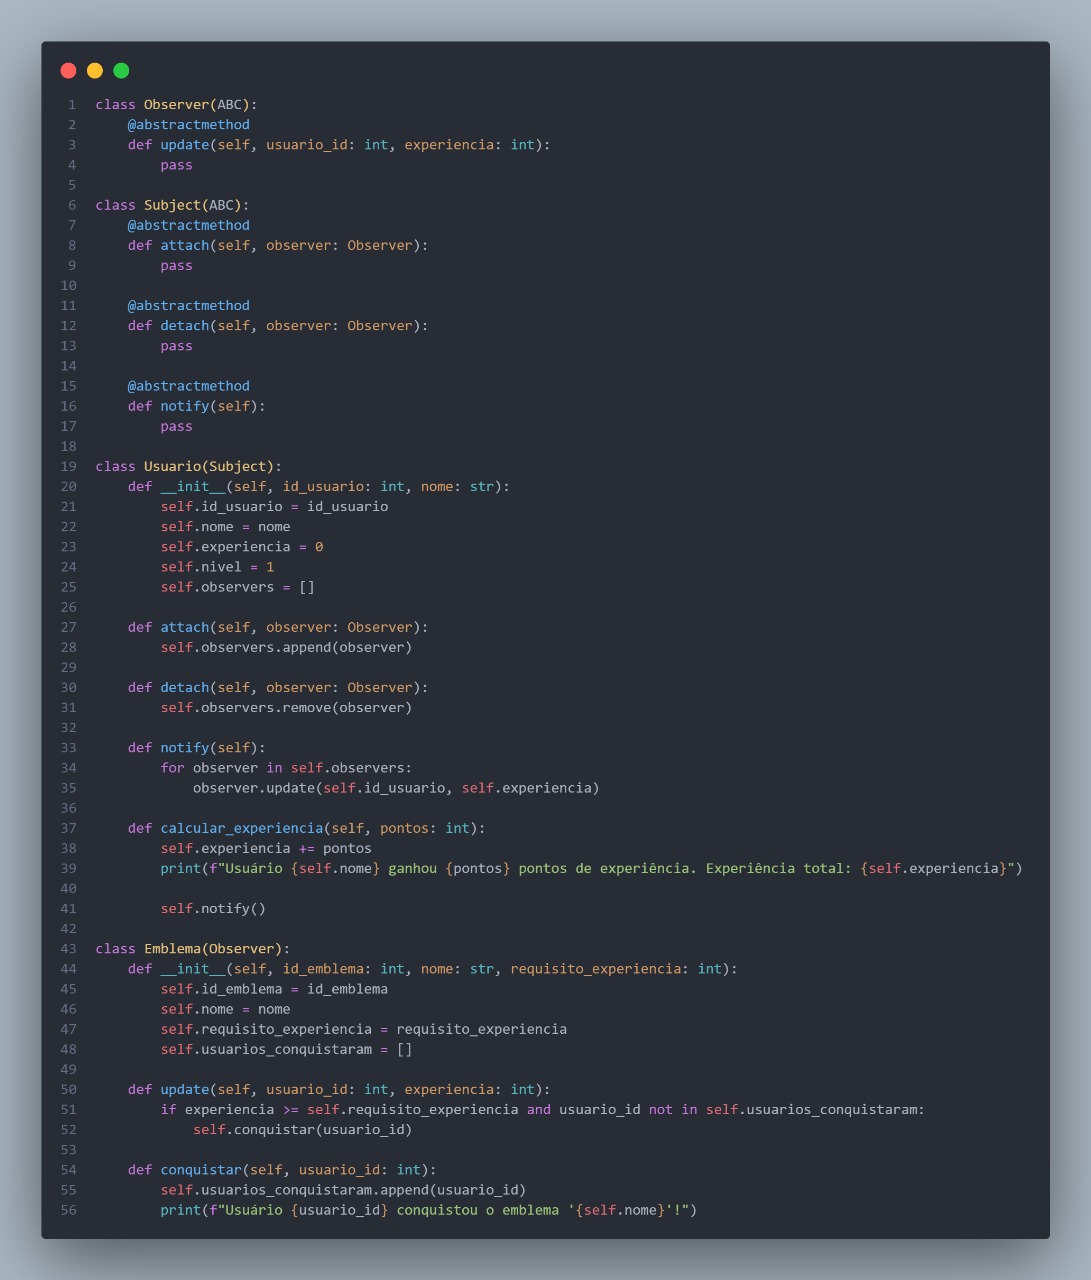 1 class Observer(ABC):
2     @abstractmethod
3     def update(self, usuario_id: int, experiencia: int):
4         pass
5
6 class Subject(ABC):
7     @abstractmethod
8     def attach(self, observer: Observer):
9         pass
10
11     @abstractmethod
12     def detach(self, observer: Observer):
13         pass
14
15     @abstractmethod
16     def notify(self):
17         pass
18
19 class Usuario(Subject):
20     def __init__(self, id_usuario: int, nome: str):
21         self.id_usuario = id_usuario
22         self.nome = nome
23         self.experiencia = 0
24         self.nivel = 1
25         self.observers = []
26
27     def attach(self, observer: Observer):
28         self.observers.append(observer)
29
30     def detach(self, observer: Observer):
31         self.observers.remove(observer)
32
33     def notify(self):
34         for observer in self.observers:
35             observer.update(self.id_usuario, self.experiencia)
36
37     def calcular_experiencia(self, pontos: int):
38         self.experiencia += pontos
39         print(f"Usuário {self.nome} ganhou {pontos} pontos de experiência. Experiência total: {self.experiencia}")
40
41         self.notify()
42
43 class Emblema(Observer):
44     def __init__(self, id_emblema: int, nome: str, requisito_experiencia: int):
45         self.id_emblema = id_emblema
46         self.nome = nome
47         self.requisito_experiencia = requisito_experiencia
48         self.usuarios_conquistaram = []
49
50     def update(self, usuario_id: int, experiencia: int):
51         if experiencia >= self.requisito_experiencia and usuario_id not in self.usuarios_conquistaram:
52             self.conquistar(usuario_id)
53
54     def conquistar(self, usuario_id: int):
55         self.usuarios_conquistaram.append(usuario_id)
56         print(f"Usuário {usuario_id} conquistou o emblema '{self.nome}'!")